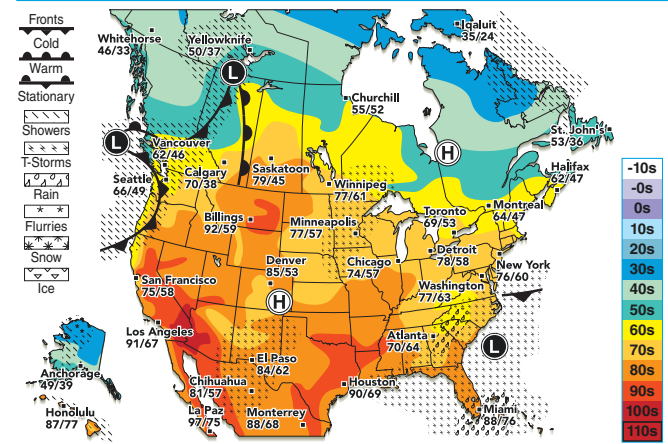 Fronts
Cold
Warm
Stationary
Showers
T-Storms
Rain
Flurries
Snow
Ice
Whitehorse
46/33
Yellowknife
50/37
Iqaluit
35/24
L
Churchill
55/52
St. John's
53/36
L
Vancouver
62/46
H
Calgary
70/38
Saskatoon
79/45
Winnipeg
77/61
Halifax
62/47
Seattle
66/49
Billings
92/59
Minneapolis
77/57
Toronto
69/53
Montreal
64/47
Denver
85/53
Chicago
74/57
Detroit
78/58
New York
76/60
San Francisco
75/58
H
Washington
77/63
Los Angeles
91/67
Atlanta
70/64
L
El Paso
84/62
Anchorage
49/39
Chihuahua
81/57
Houston
90/69
Honolulu
87/77
La Paz
97/75
Monterrey
88/68
Miami
88/76
-10s
-0s
0s
10s
20s
30s
40s
50s
60s
70s
80s
90s
100s
110s